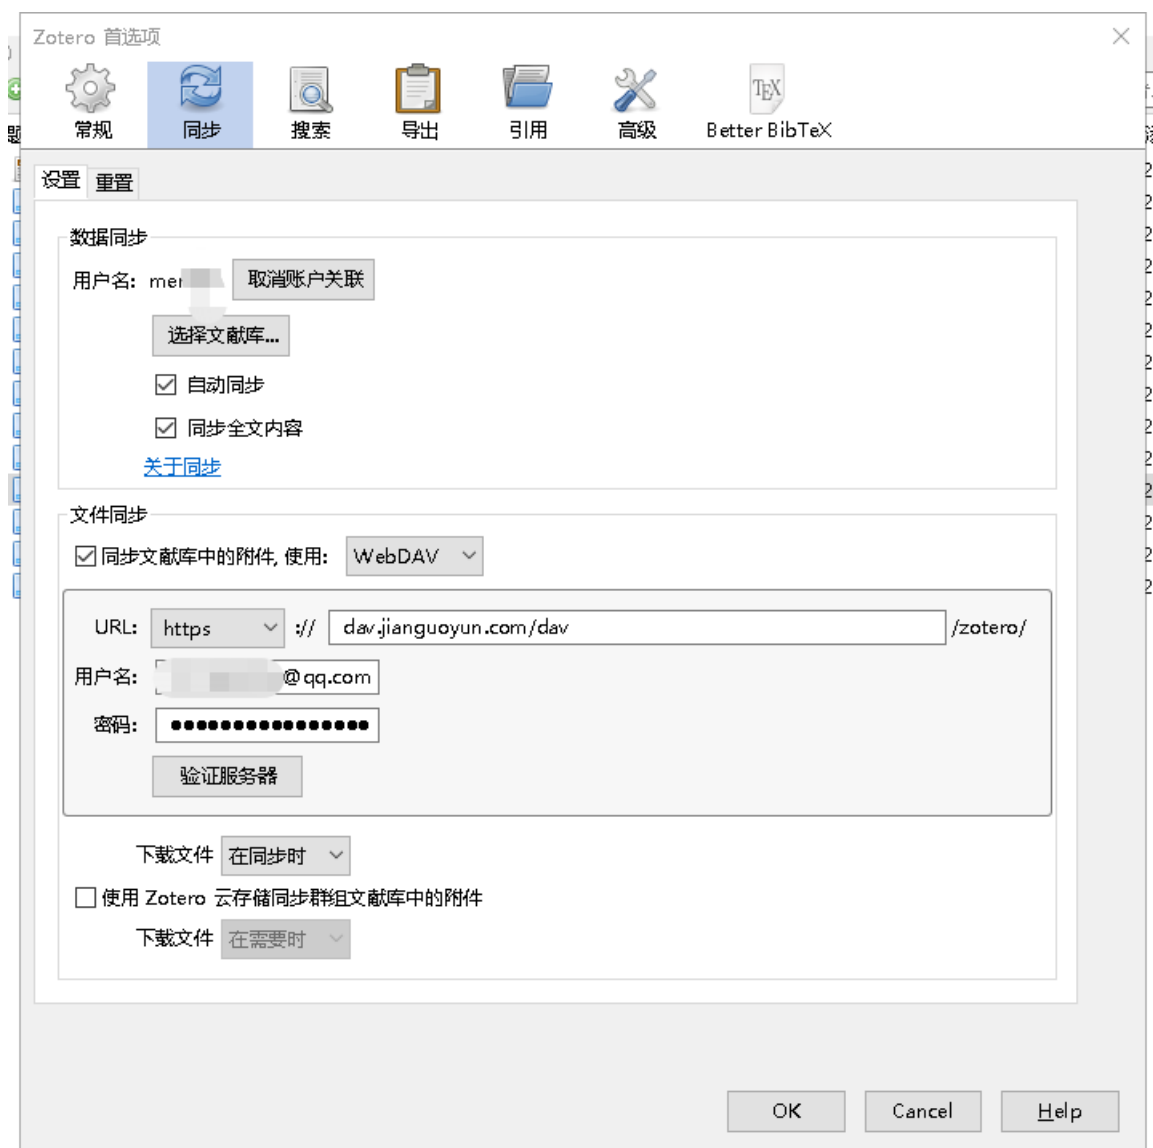 Zotero 首选项
常规 同步 搜索 导出 引用 高级 Better BibTeX
设置 重置
数据同步
用户名: mer 取消账户关联
选择文献库...
自动同步
同步全文内容
关于同步
文件同步
同步文献库中的附件, 使用: WebDAV
URL: https :// dav.jianguoyun.com/dav /zotero/
用户名: @qq.com
密码: ●●●●●●●●●●●●●●●●
验证服务器
下载文件 在同步时
使用 Zotero 云存储同步群组文献库中的附件
下载文件 在需要时
OK Cancel Help